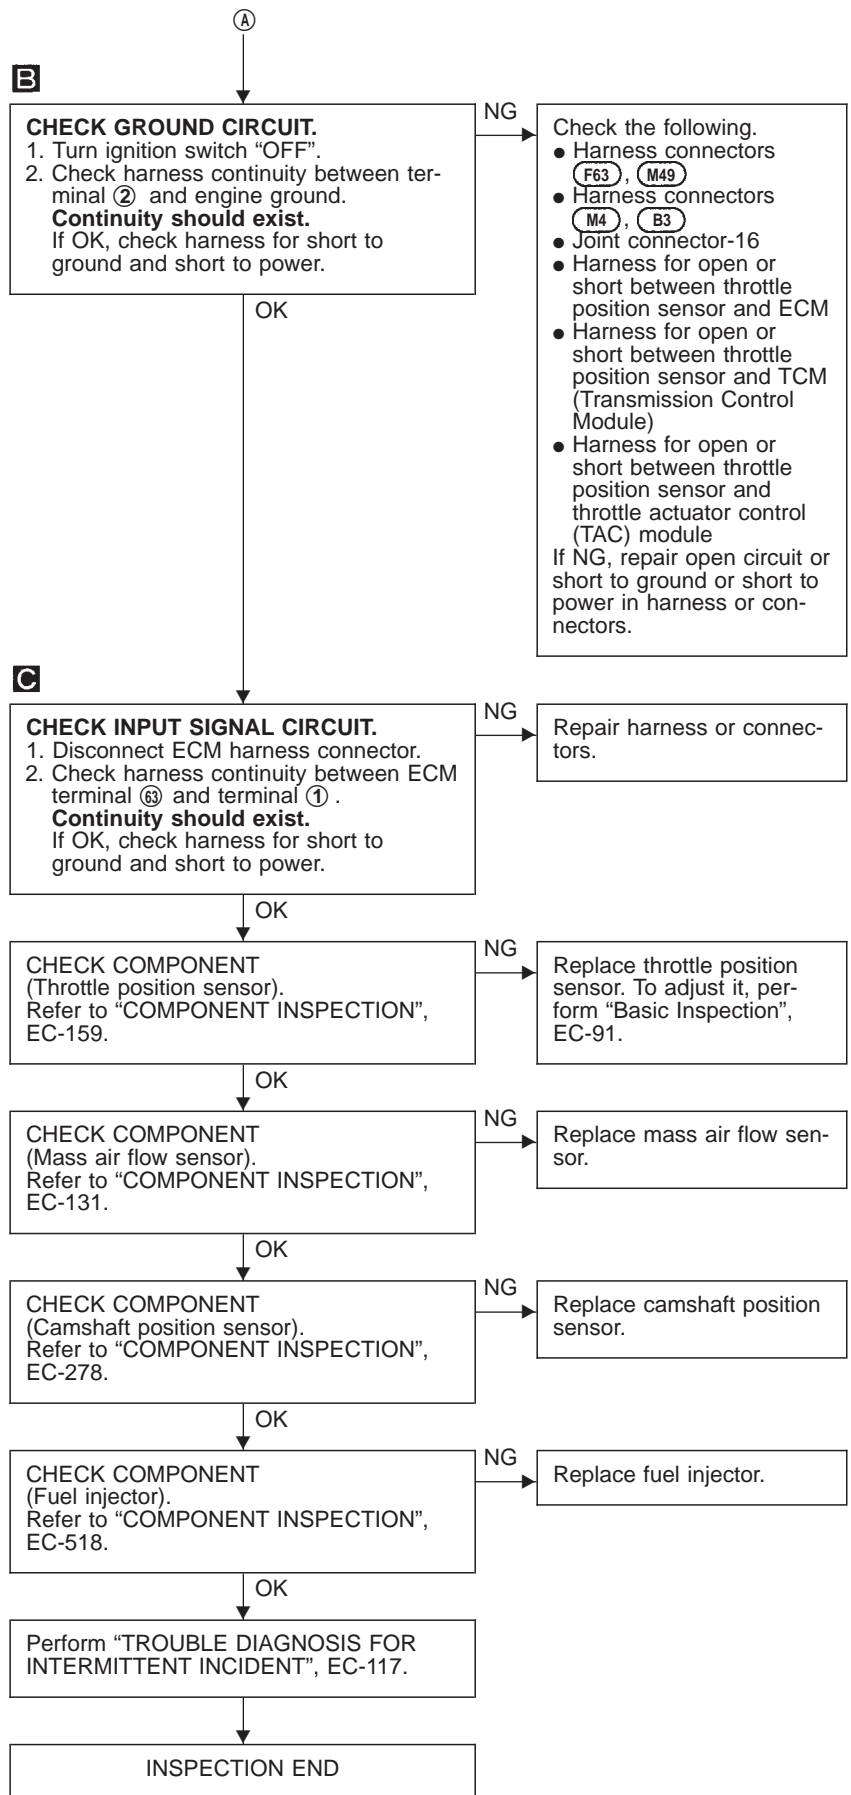 Ⓐ
B
CHECK GROUND CIRCUIT.
1. Turn ignition switch “OFF”.
2. Check harness continuity between ter-
minal ② and engine ground.
Continuity should exist.
If OK, check harness for short to
ground and short to power.
NG
Check the following.
● Harness connectors
F63, M49
● Harness connectors
M4, B3
● Joint connector-16
● Harness for open or
short between throttle
position sensor and ECM
● Harness for open or
short between throttle
position sensor and TCM
(Transmission Control
Module)
● Harness for open or
short between throttle
position sensor and
throttle actuator control
(TAC) module
If NG, repair open circuit or
short to ground or short to
power in harness or con-
nectors.
OK
C
CHECK INPUT SIGNAL CIRCUIT.
1. Disconnect ECM harness connector.
2. Check harness continuity between ECM
terminal 63 and terminal ① .
Continuity should exist.
If OK, check harness for short to
ground and short to power.
NG
Repair harness or connec-
tors.
OK
CHECK COMPONENT
(Throttle position sensor).
Refer to “COMPONENT INSPECTION”,
EC-159.
NG
Replace throttle position
sensor. To adjust it, per-
form “Basic Inspection”,
EC-91.
OK
CHECK COMPONENT
(Mass air flow sensor).
Refer to “COMPONENT INSPECTION”,
EC-131.
NG
Replace mass air flow sen-
sor.
OK
CHECK COMPONENT
(Camshaft position sensor).
Refer to “COMPONENT INSPECTION”,
EC-278.
NG
Replace camshaft position
sensor.
OK
CHECK COMPONENT
(Fuel injector).
Refer to “COMPONENT INSPECTION”,
EC-518.
NG
Replace fuel injector.
OK
Perform “TROUBLE DIAGNOSIS FOR
INTERMITTENT INCIDENT”, EC-117.
INSPECTION END